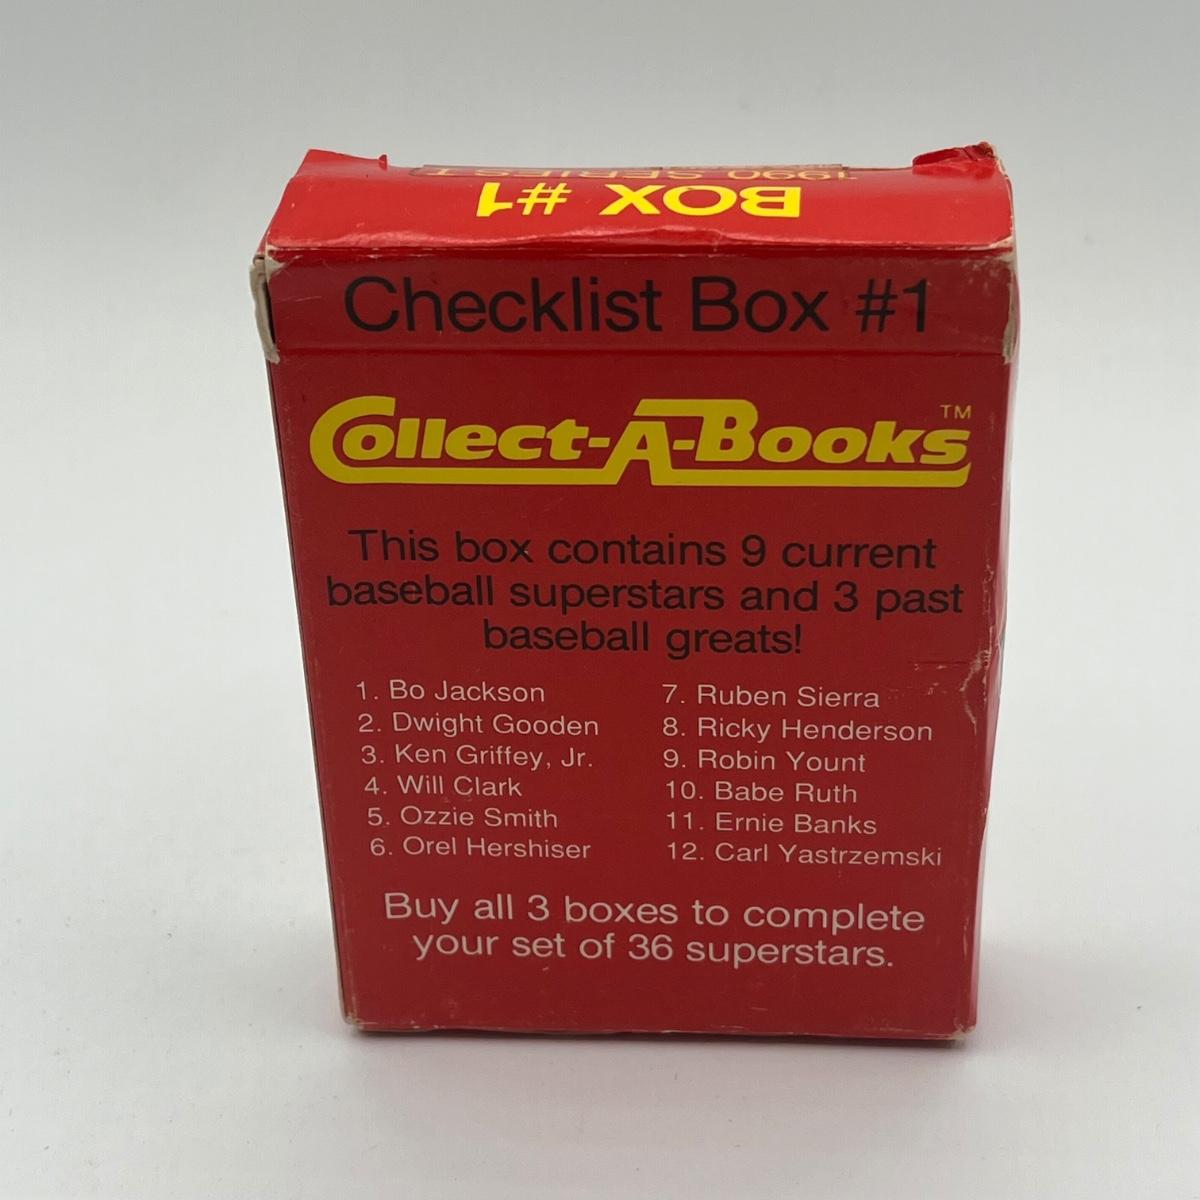 1990 SERIES 1
BOX #1
Checklist Box #1
Collect-A-Books™
This box contains 9 current
baseball superstars and 3 past
baseball greats!
1. Bo Jackson
2. Dwight Gooden
3. Ken Griffey, Jr.
4. Will Clark
5. Ozzie Smith
6. Orel Hershiser
7. Ruben Sierra
8. Ricky Henderson
9. Robin Yount
10. Babe Ruth
11. Ernie Banks
12. Carl Yastrzemski
Buy all 3 boxes to complete
your set of 36 superstars.